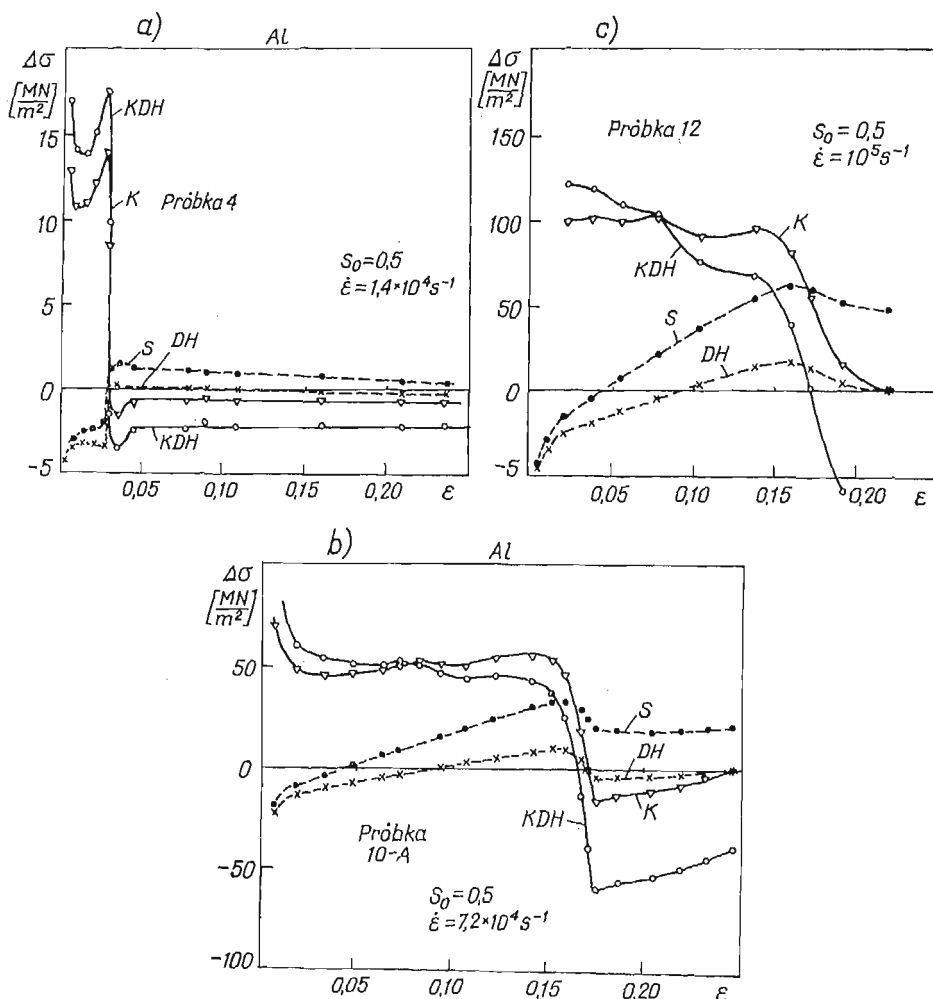 a)
Al
Δσ
[MN/m²]
15
10
5
0
-5
KDH
K
Próbka 4
S₀=0,5
ε̇=1,4×10⁴s⁻¹
S
DH
KDH
0,05
0,10
0,15
0,20
ε
c)
Δσ
[MN/m²]
150
100
50
0
-5
Próbka 12
S₀=0,5
ε̇=10⁵s⁻¹
K
KDH
S
DH
0,05
0,10
0,15
0,20
ε
b)
Al
Δσ
[MN/m²]
50
0
-50
-100
S
DH
K
KDH
Próbka
10-A
S₀=0,5
ε̇=7,2×10⁴s⁻¹
0,05
0,10
0,15
0,20
ε